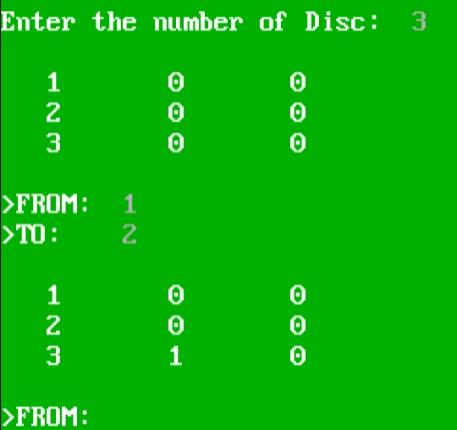 Enter the number of Disc: 3
1 0 0
2 0 0
3 0 0
>FROM: 1
>TO: 2
1 0 0
2 0 0
3 1 0
>FROM: